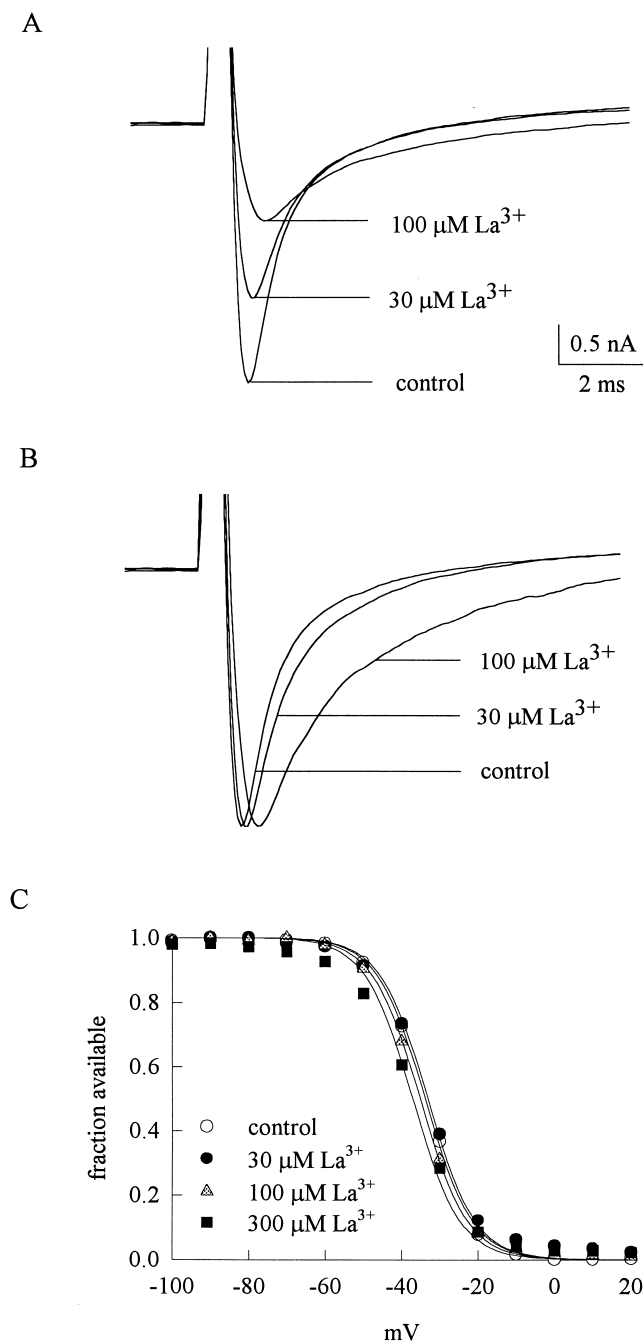 A
100 μM La3+
30 μM La3+
0.5 nA
control
2 ms
B
100 μM La3+
30 μM La3+
control
C
1.0
0.8
0.6
0.4
0.2
0.0
fraction available
control
30 μM La3+
100 μM La3+
300 μM La3+
-100 -80 -60 -40 -20 0 20
mV